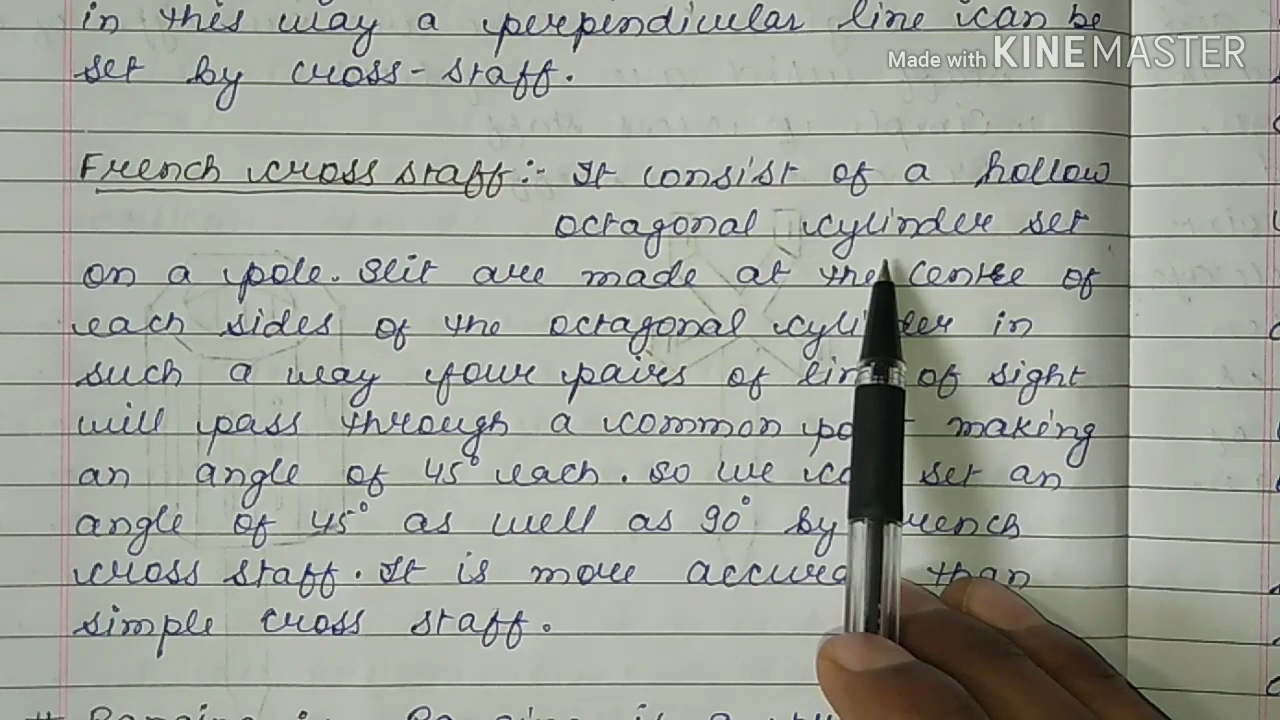 in this way a perpendicular line can be
Made with KINEMASTER
set by cross-staff.
French cross staff:- It consist of a hollow
octagonal cylinder set
on a pole. Slit are made at the centre of
each sides of the octagonal cylinder in
such a way four pairs of line of sight
will pass through a common making
an angle of 45° each. so we set an
angle of 45° as well as 90° by
cross staff. It is more than
simple cross staff.